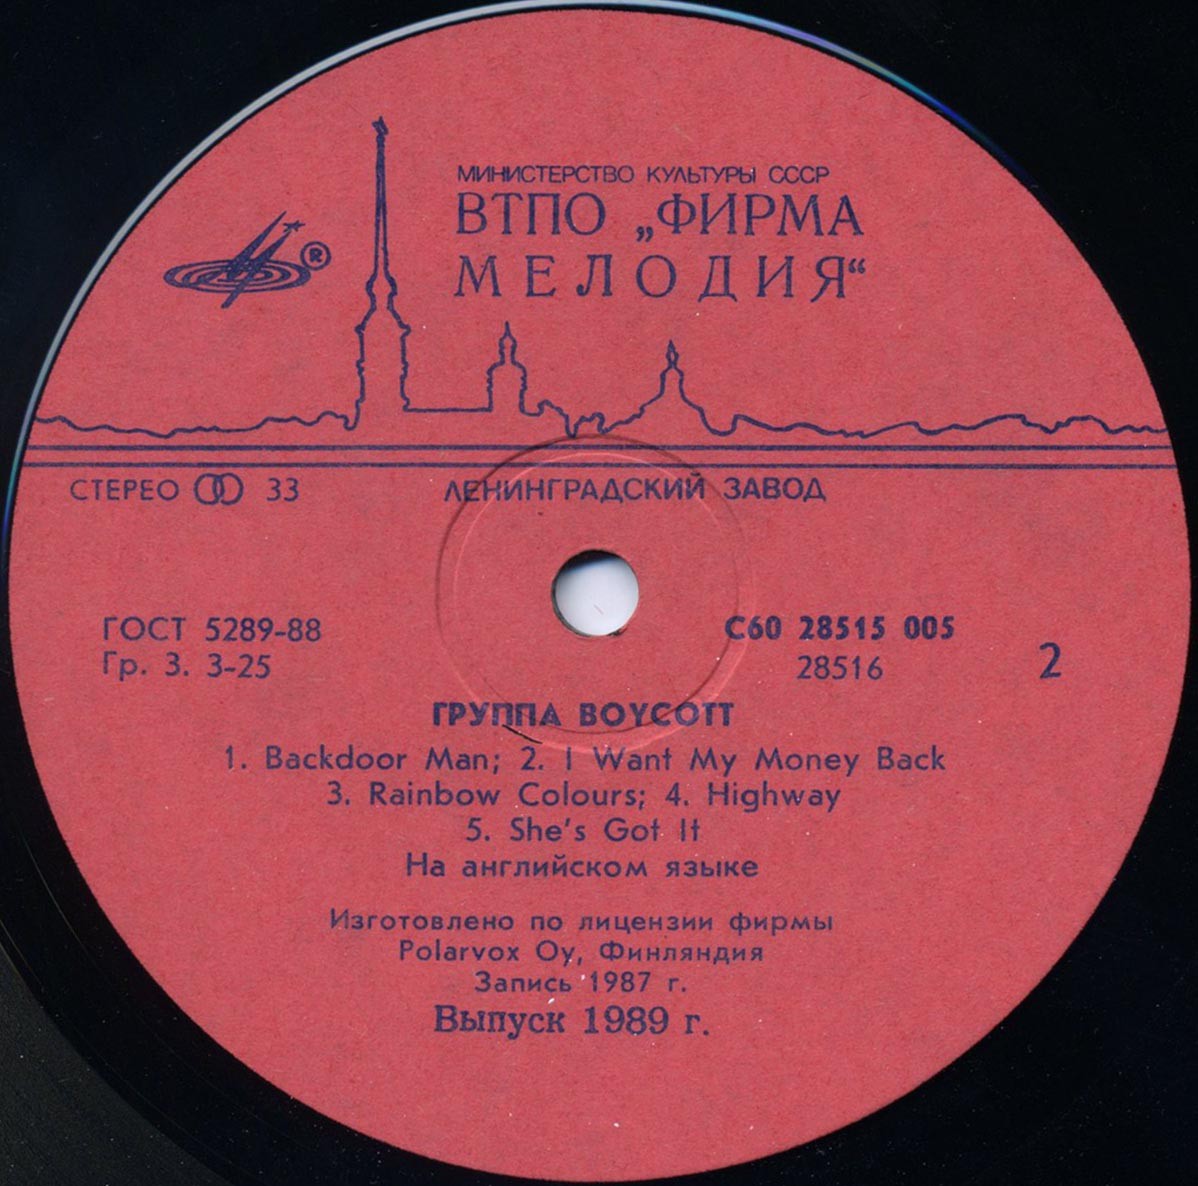 МИНИСТЕРСТВО КУЛЬТУРЫ СССР
ВТПО „ФИРМА
МЕЛОДИЯ“
®
СТЕРЕО 33
ЛЕНИНГРАДСКИЙ ЗАВОД
ГОСТ 5289-88
Гр. 3. 3-25
С60 28515 005
28516
2
ГРУППА BOYCOTT
1. Backdoor Man; 2. I Want My Money Back
3. Rainbow Colours; 4. Highway
5. She's Got It
На английском языке
Изготовлено по лицензии фирмы
Polarvox Oy, Финляндия
Запись 1987 г.
Выпуск 1989 г.